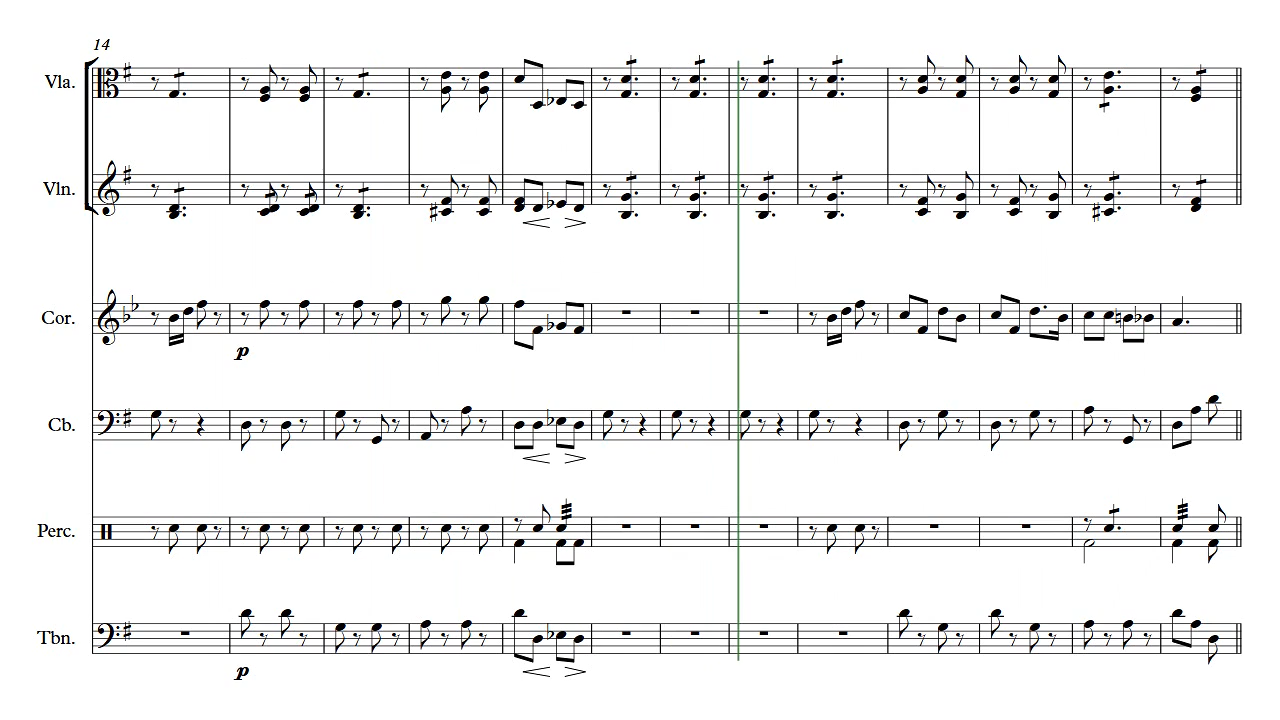 14
Vla.
Vln.
Cor.
p
Cb.
Perc.
Tbn.
p